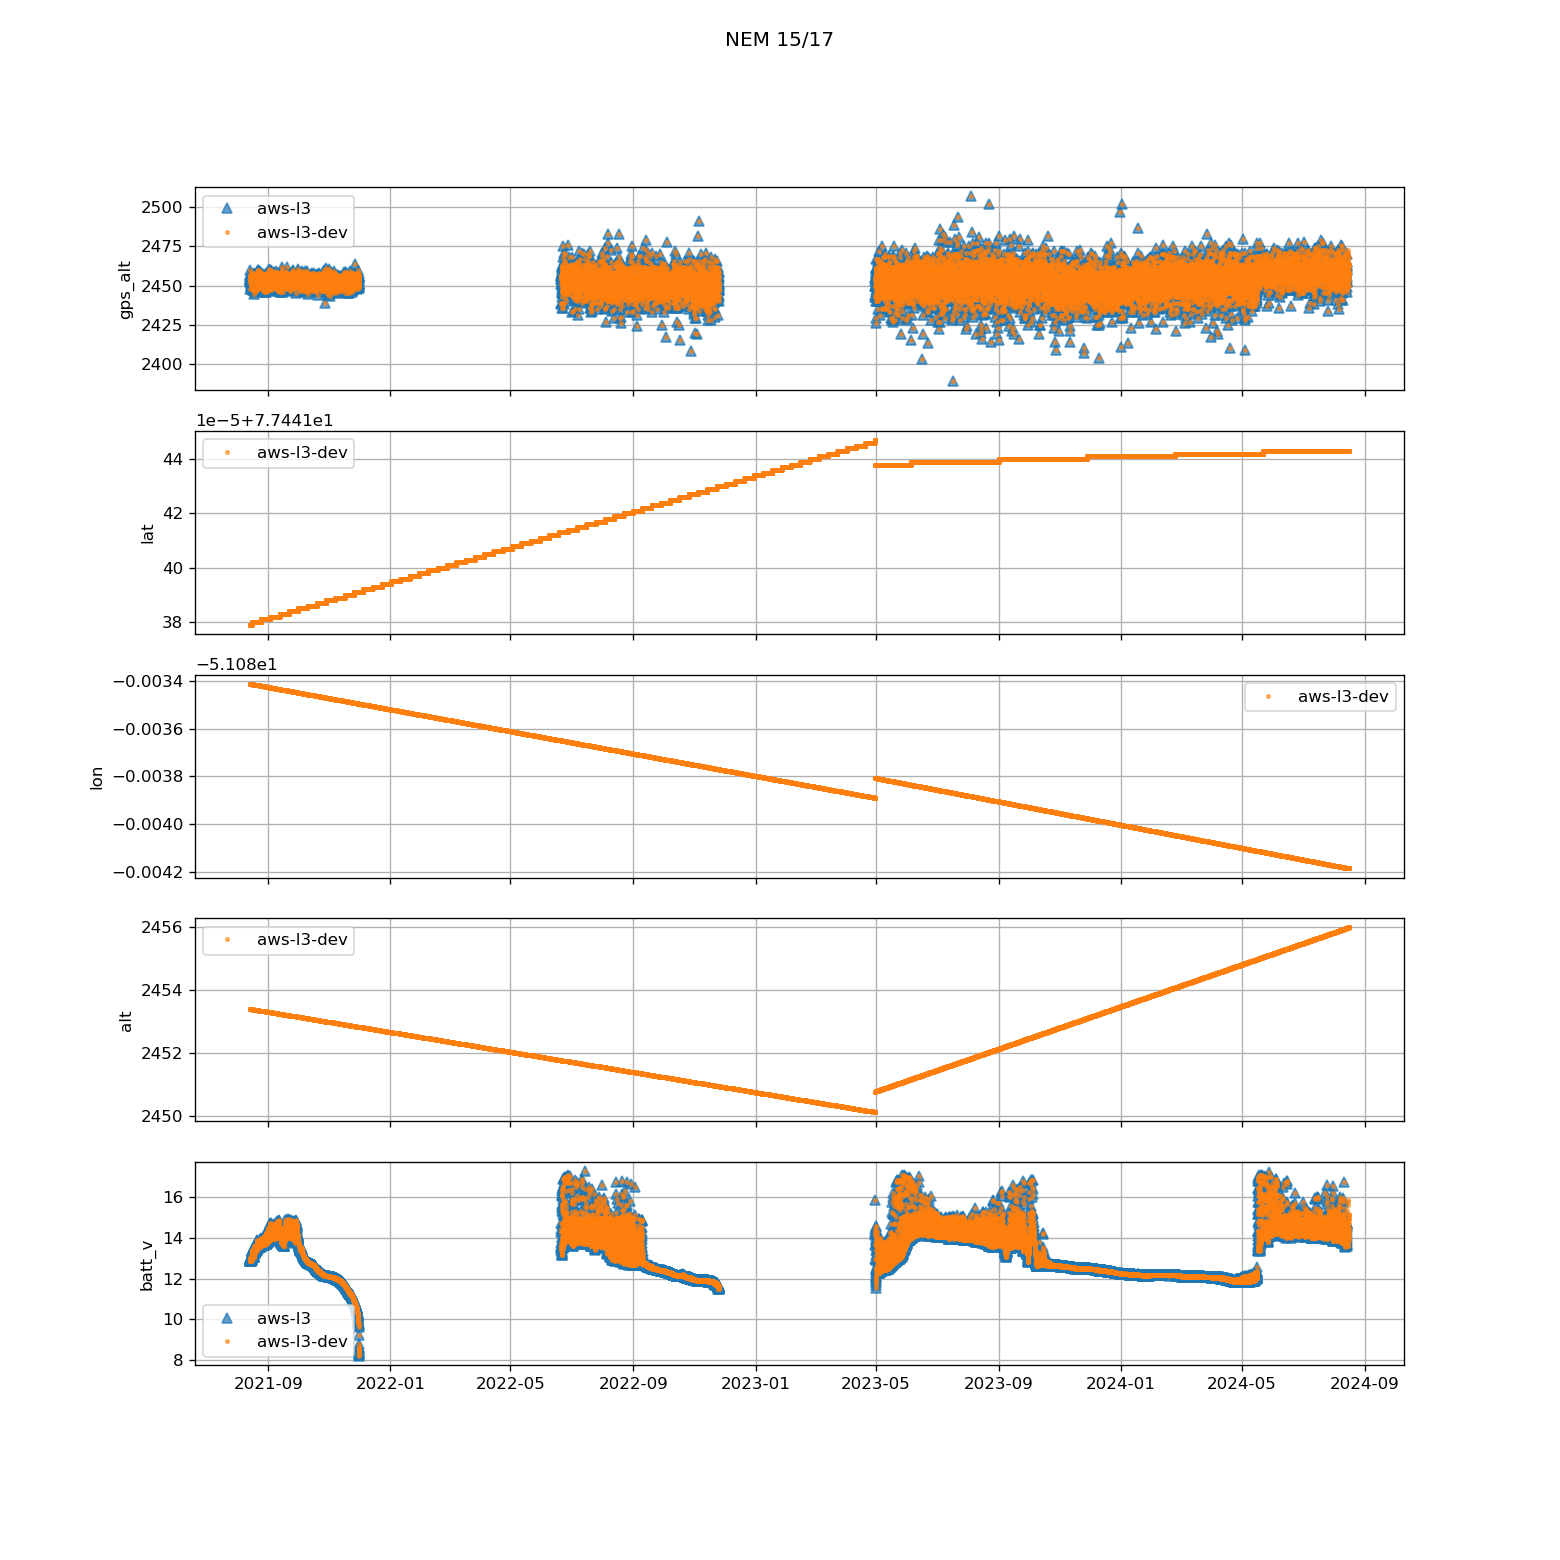 NEM 15/17
2500
2475
2450
2425
2400
gps_alt
aws-l3
aws-l3-dev
1e−5+7.7441e1
44
42
40
38
lat
aws-l3-dev
−5.108e1
−0.0034
−0.0036
−0.0038
−0.0040
−0.0042
lon
aws-l3-dev
2456
2454
2452
2450
alt
aws-l3-dev
16
14
12
10
8
batt_v
aws-l3
aws-l3-dev
2021-09 2022-01 2022-05 2022-09 2023-01 2023-05 2023-09 2024-01 2024-05 2024-09